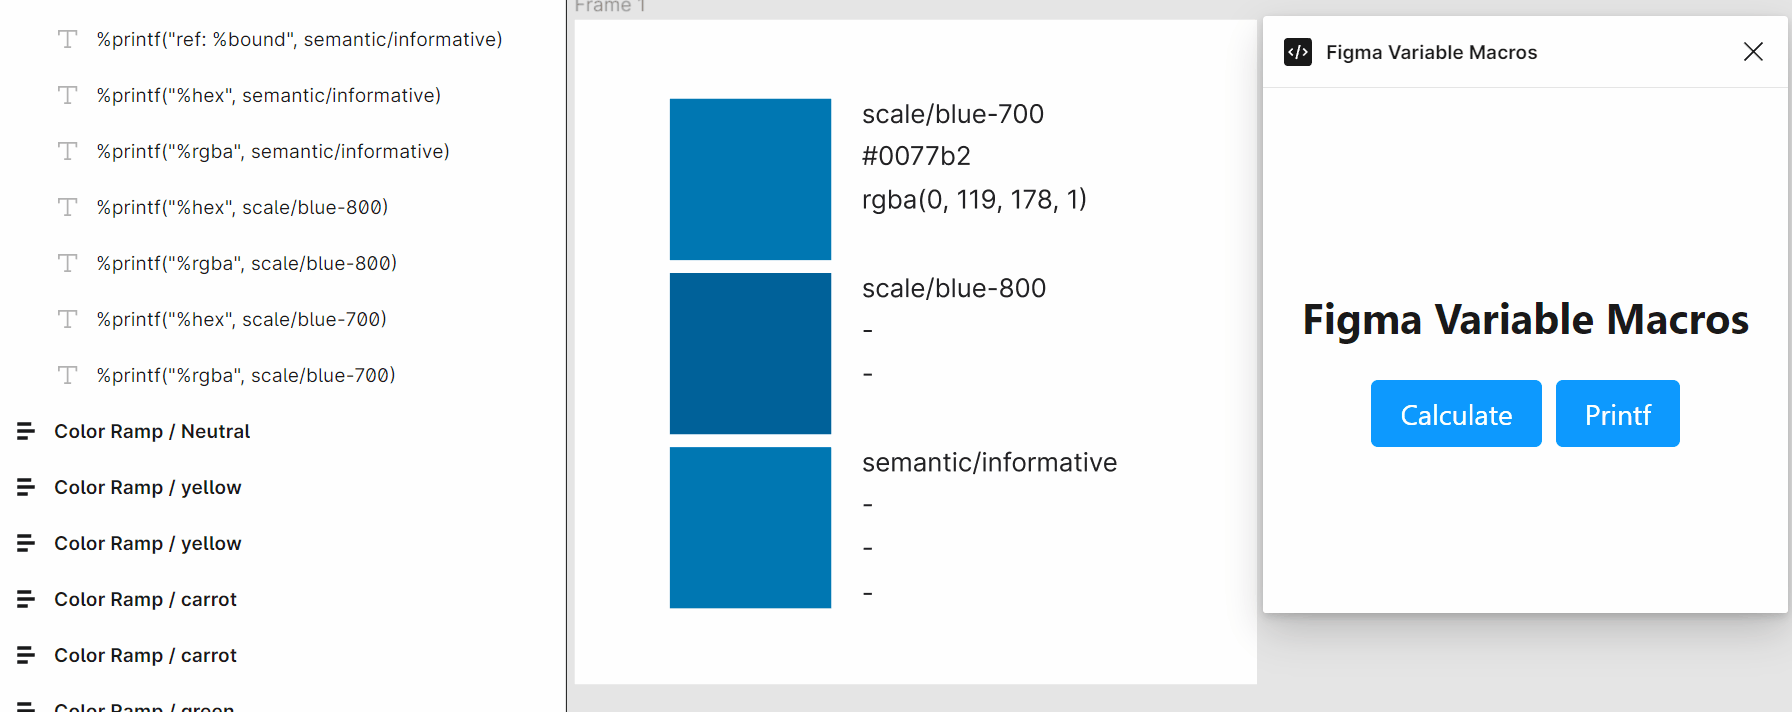 %printf("ref: %bound", semantic/informative)
%printf("%hex", semantic/informative)
%printf("%rgba", semantic/informative)
%printf("%hex", scale/blue-800)
%printf("%rgba", scale/blue-800)
%printf("%hex", scale/blue-700)
%printf("%rgba", scale/blue-700)
Color Ramp / Neutral
Color Ramp / yellow
Color Ramp / yellow
Color Ramp / carrot
Color Ramp / carrot
Color Ramp / green
Frame 1
scale/blue-700
#0077b2
rgba(0, 119, 178, 1)
scale/blue-800
-
-
semantic/informative
-
-
-
Figma Variable Macros
Figma Variable Macros
Calculate
Printf